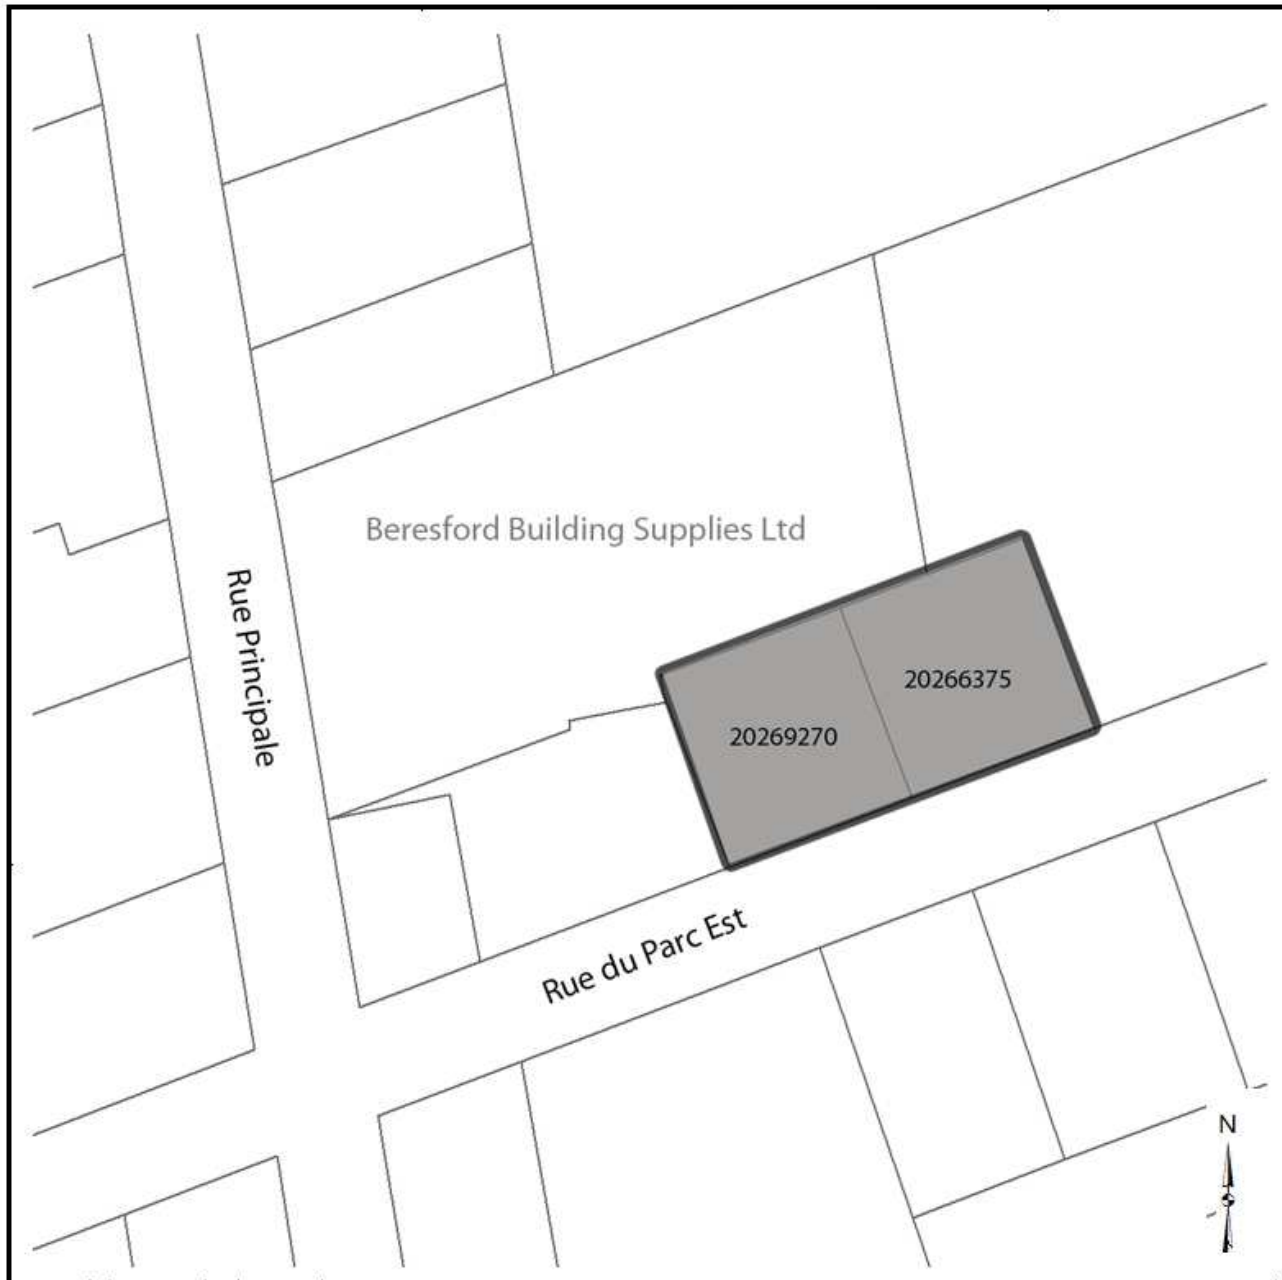 Beresford Building Supplies Ltd
Rue Principale
20266375
20269270
Rue du Parc Est
N